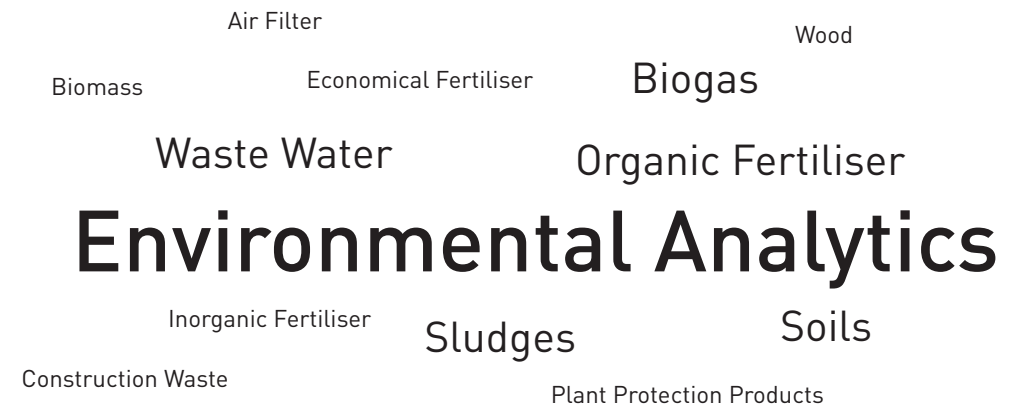 Air Filter
Wood
Biomass
Economical Fertiliser
Biogas
Waste Water
Organic Fertiliser
Environmental Analytics
Inorganic Fertiliser
Sludges
Soils
Construction Waste
Plant Protection Products